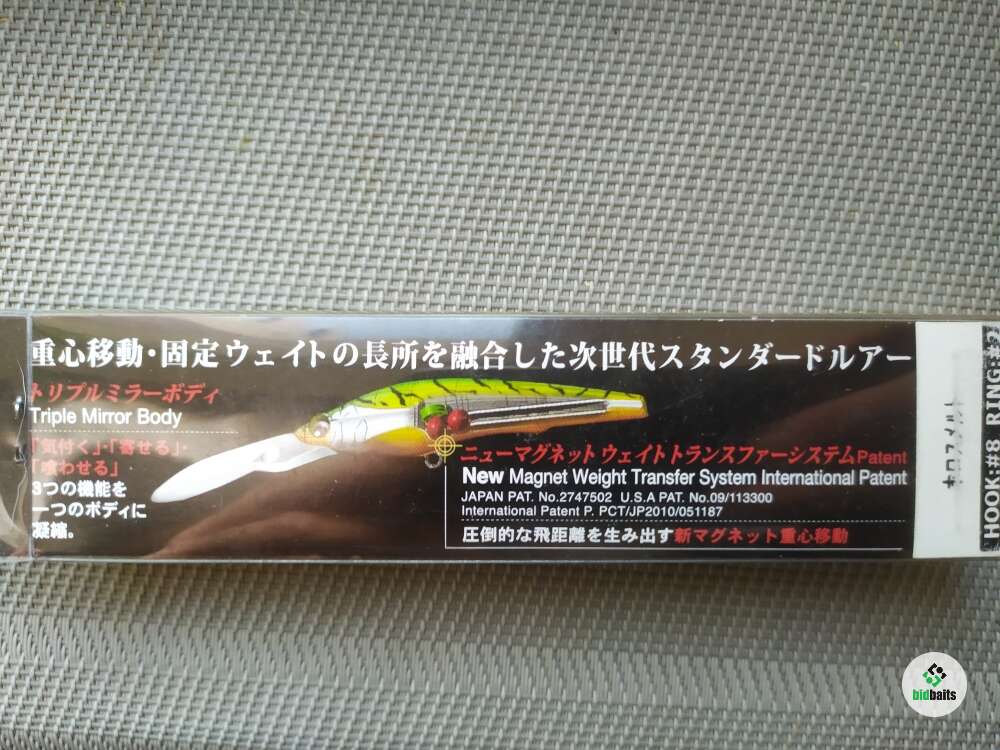 重心移動・固定ウェイトの長所を融合した次世代スタンダードルアー
トリプルミラーボディ
Triple Mirror Body
「気付く」・「寄せる」・
「喰わせる」
3つの機能を
一つのボディに
凝縮。
ニューマグネット ウェイトトランスファーシステムPatent
New Magnet Weight Transfer System International Patent
JAPAN PAT. No.2747502 U.S.A PAT. No.09/113300
International Patent P. PCT/JP2010/051187
圧倒的な飛距離を生み出す新マグネット重心移動
HOOK:#8 RING:#2
bidbaits